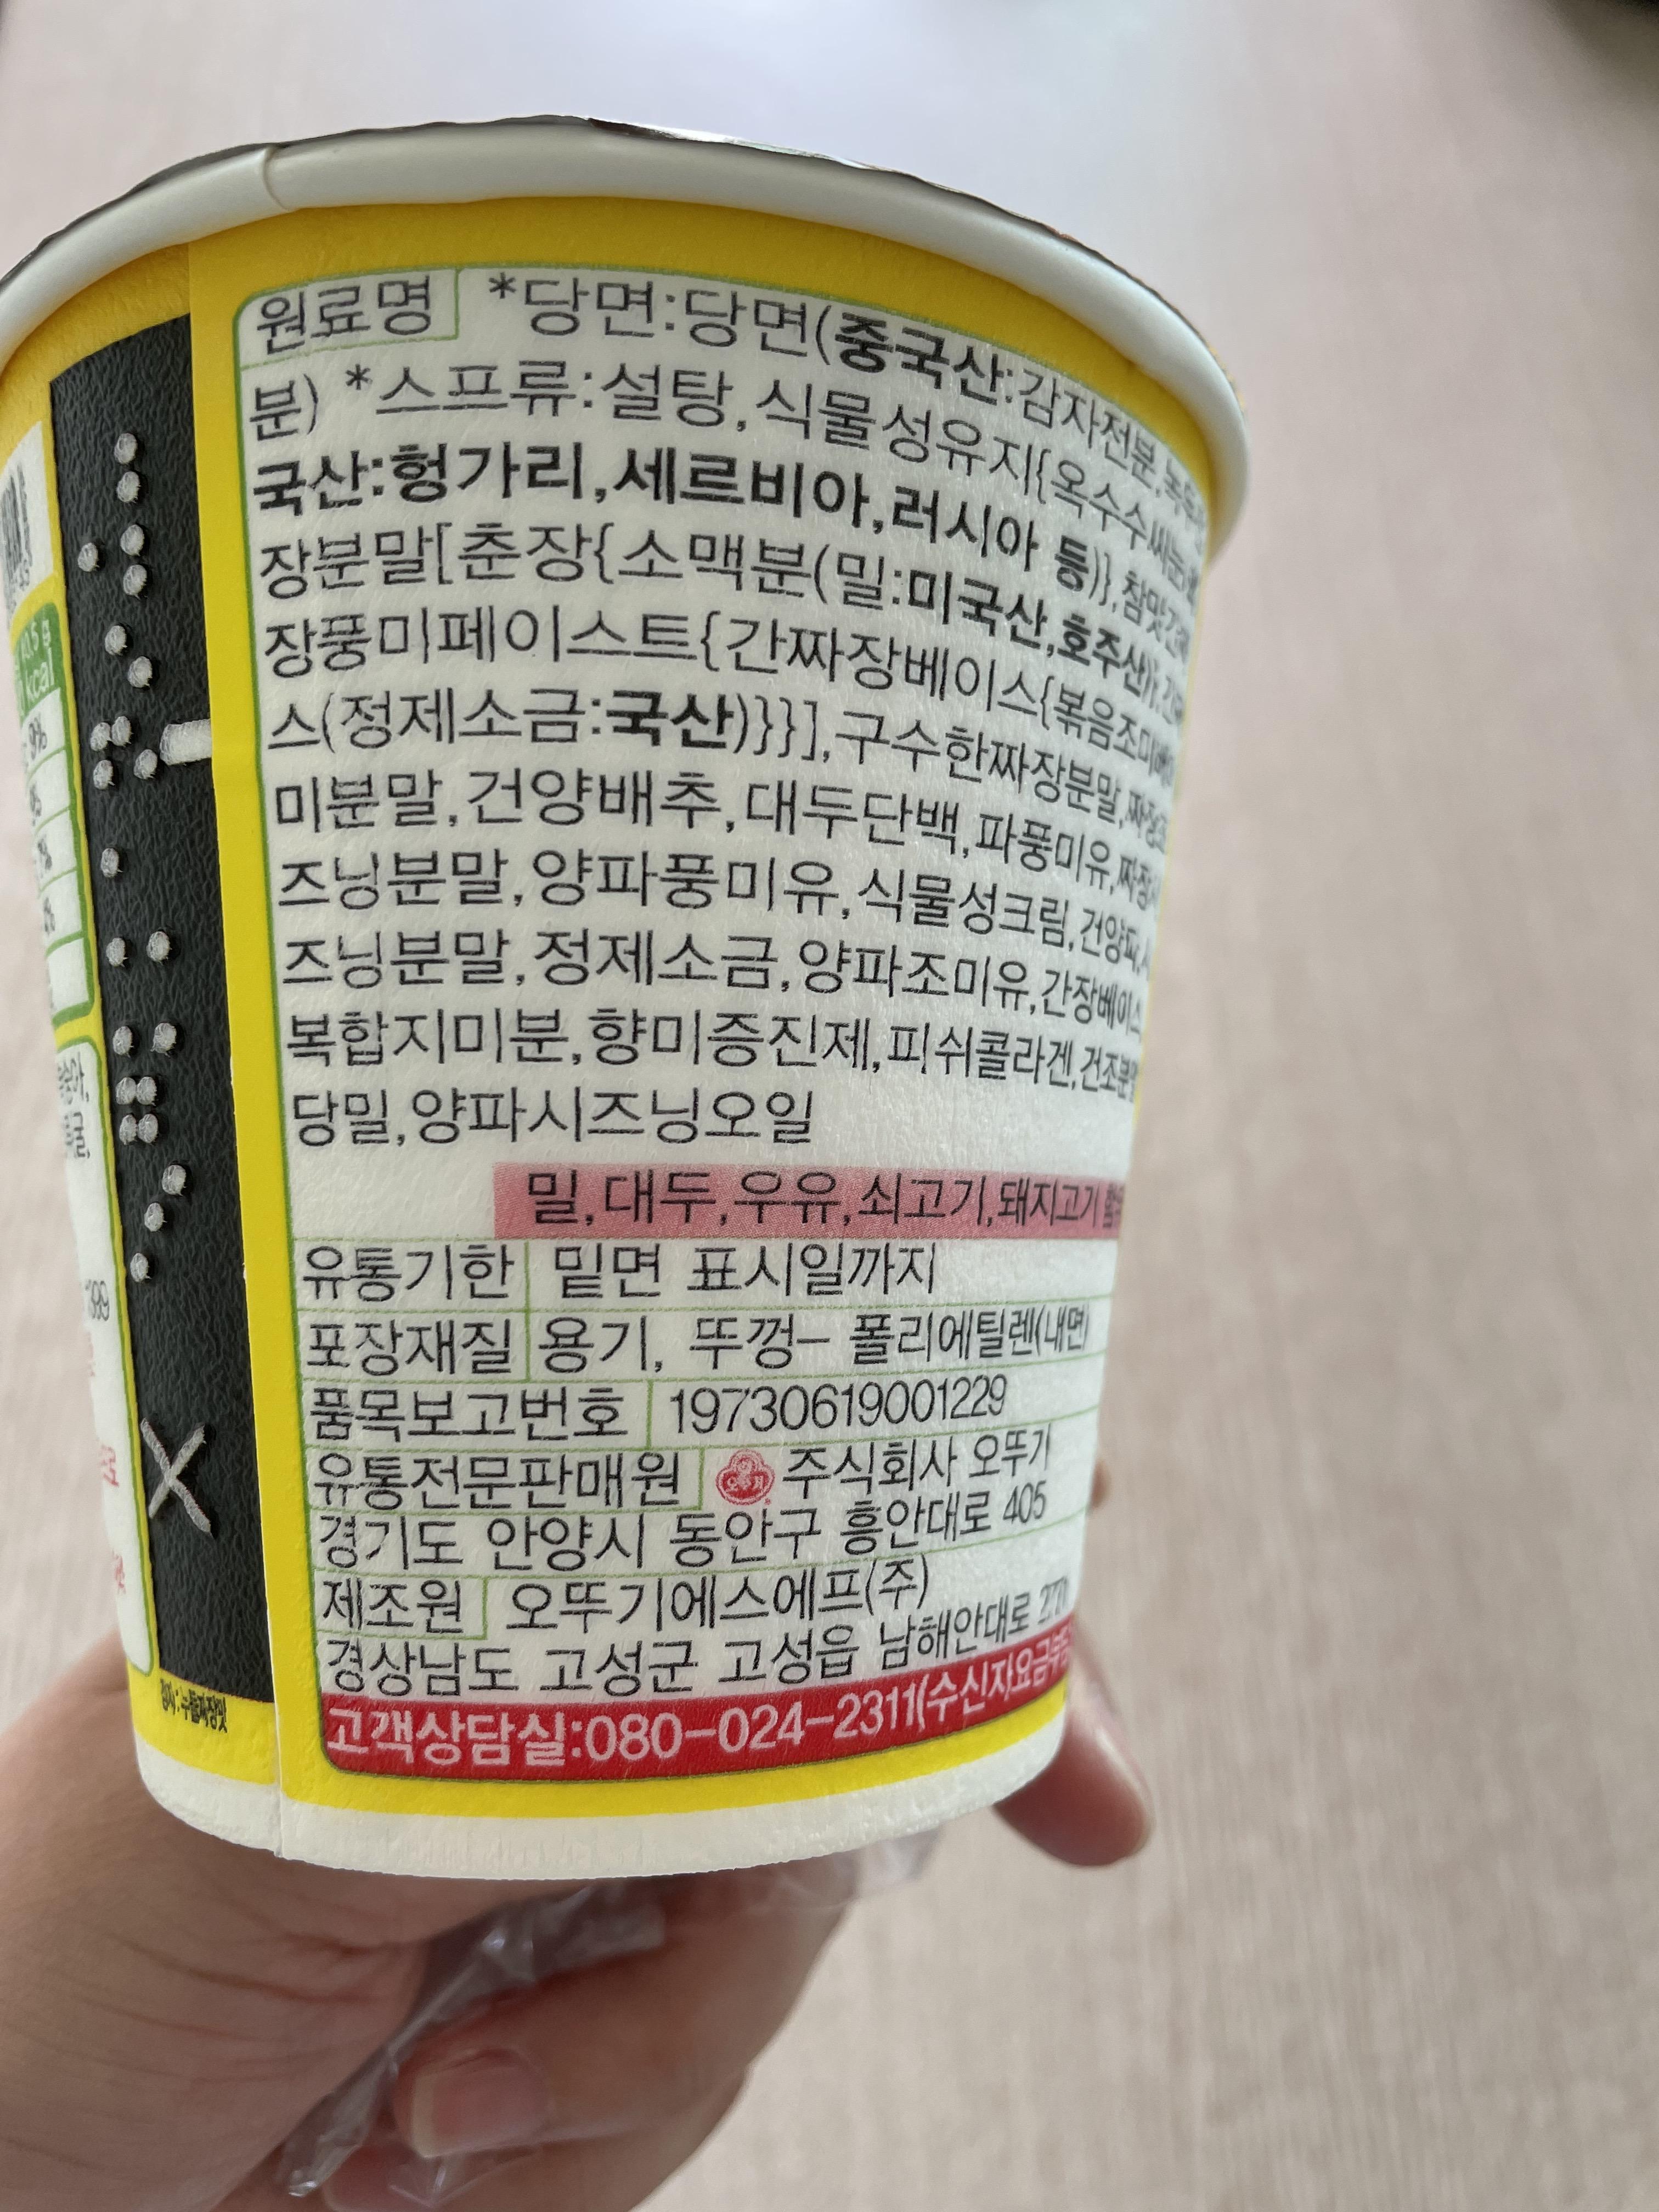 원료명 *당면:당면(중국산:감자전분,
분) *스프류:설탕,식물성유지{옥수수씨분
국산:헝가리,세르비아,러시아 등)},참맛
장분말[춘장{소맥분(밀:미국산,호주산)},
장풍미페이스트{간짜장베이스{볶음조미
스(정제소금:국산)}}}],구수한짜장분말,
미분말,건양배추,대두단백,파풍미유,
즈닝분말,양파풍미유,식물성크림,건양파,
즈닝분말,정제소금,양파조미유,간장베이스
복합지미분,향미증진제,피쉬콜라겐,
당밀,양파시즈닝오일
밀,대두,우유,쇠고기,돼지고기
유통기한 밑면 표시일까지
포장재질 용기, 뚜껑- 폴리에틸렌(내면)
품목보고번호 19730619001229
유통전문판매원 주식회사 오뚜기
경기도 안양시 동안구 흥안대로 405
제조원 오뚜기에스에프(주)
경상남도 고성군 고성읍 남해안대로
고객상담실:080-024-2311(수신자요금부담)
점자:누들짜장맛
kcal